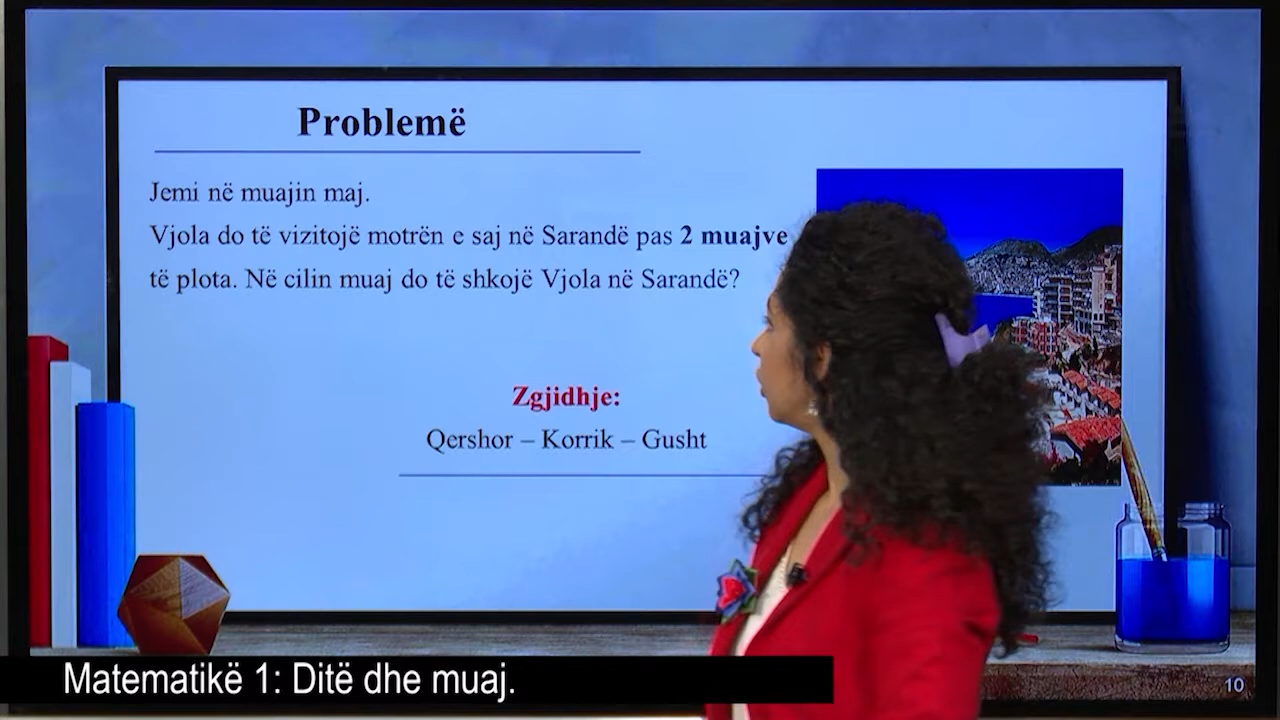 Problemë
Jemi në muajin maj.
Vjola do të vizitojë motrën e saj në Sarandë pas 2 muajve
të plota. Në cilin muaj do të shkojë Vjola në Sarandë?
Zgjidhje:
Qershor – Korrik – Gusht
Matematikë 1: Ditë dhe muaj.
10